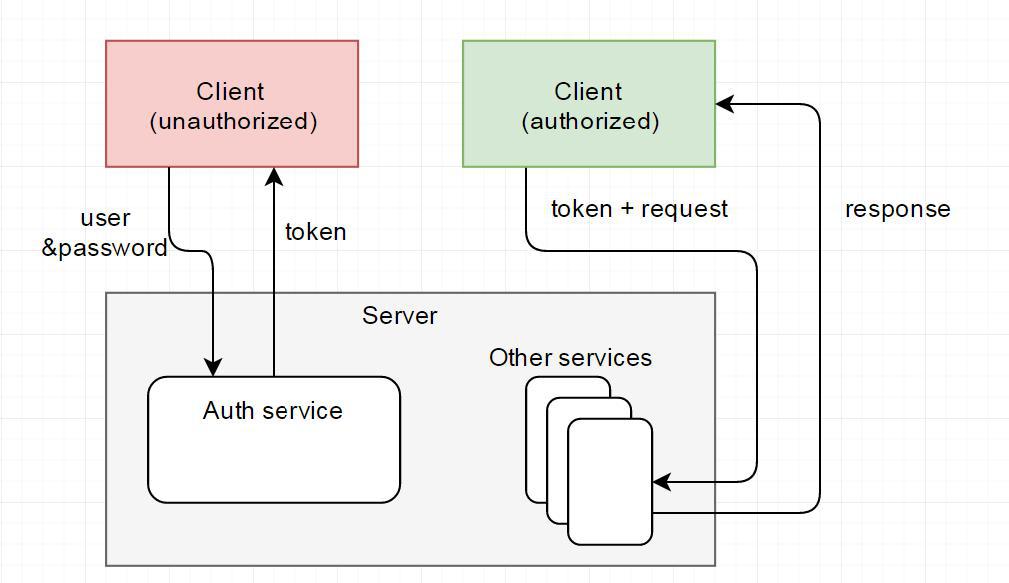 Client
(unauthorized)
Client
(authorized)
user
&password
token
token + request
response
Server
Other services
Auth service